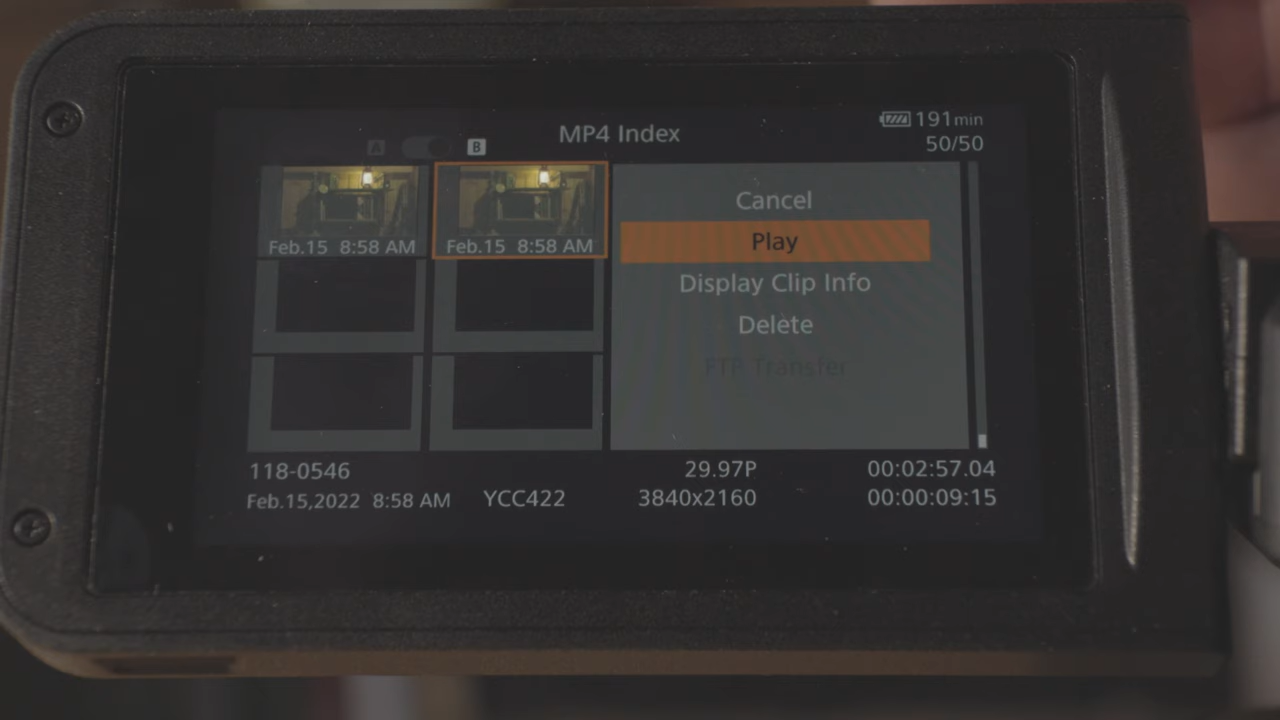 MP4 Index
191min
50/50
A B
Feb.15 8:58 AM
Feb.15 8:58 AM
Cancel
Play
Display Clip Info
Delete
FTP Transfer
118-0546 29.97P 00:02:57.04
Feb.15,2022 8:58 AM YCC422 3840x2160 00:00:09:15